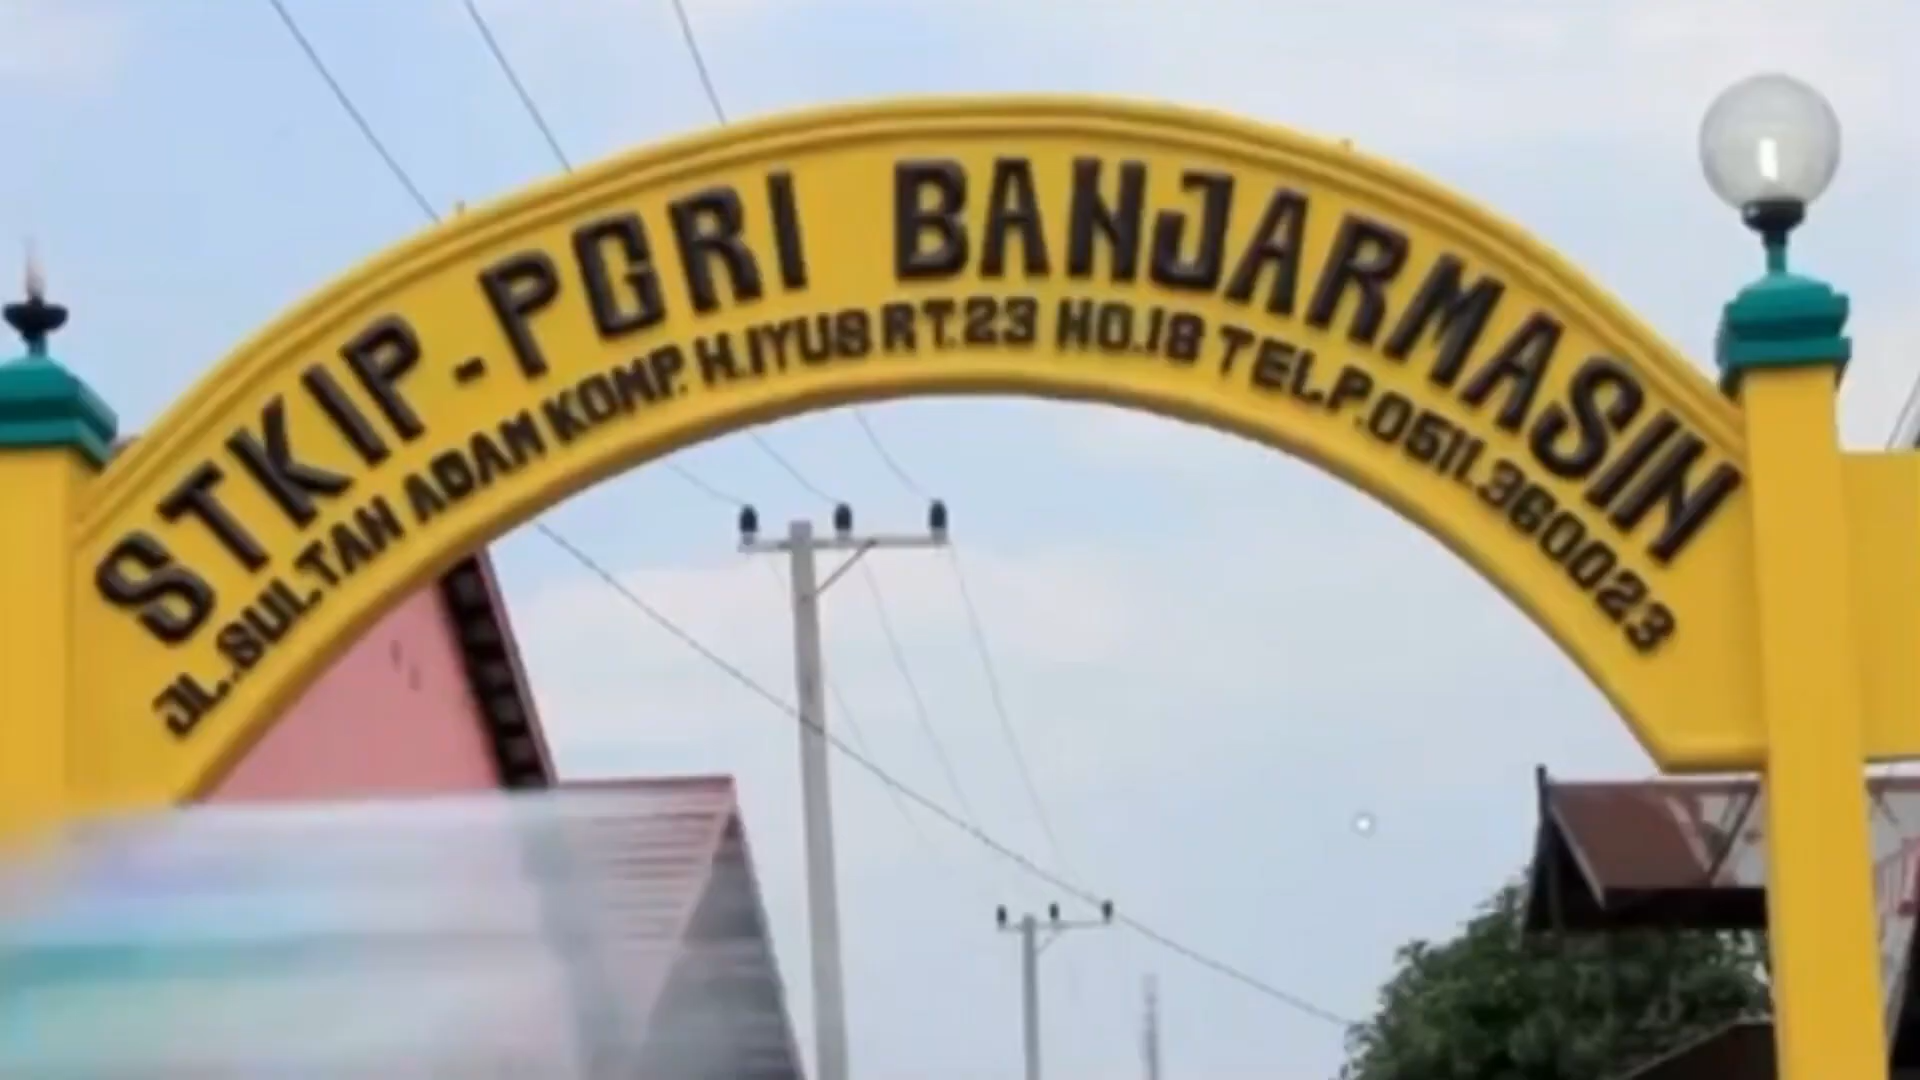 STKIP-PGRI BANJARMASIN
JL.SULTAN ADAM KOMP. H.IYUS RT.23 NO.18 TELP.0511.360023